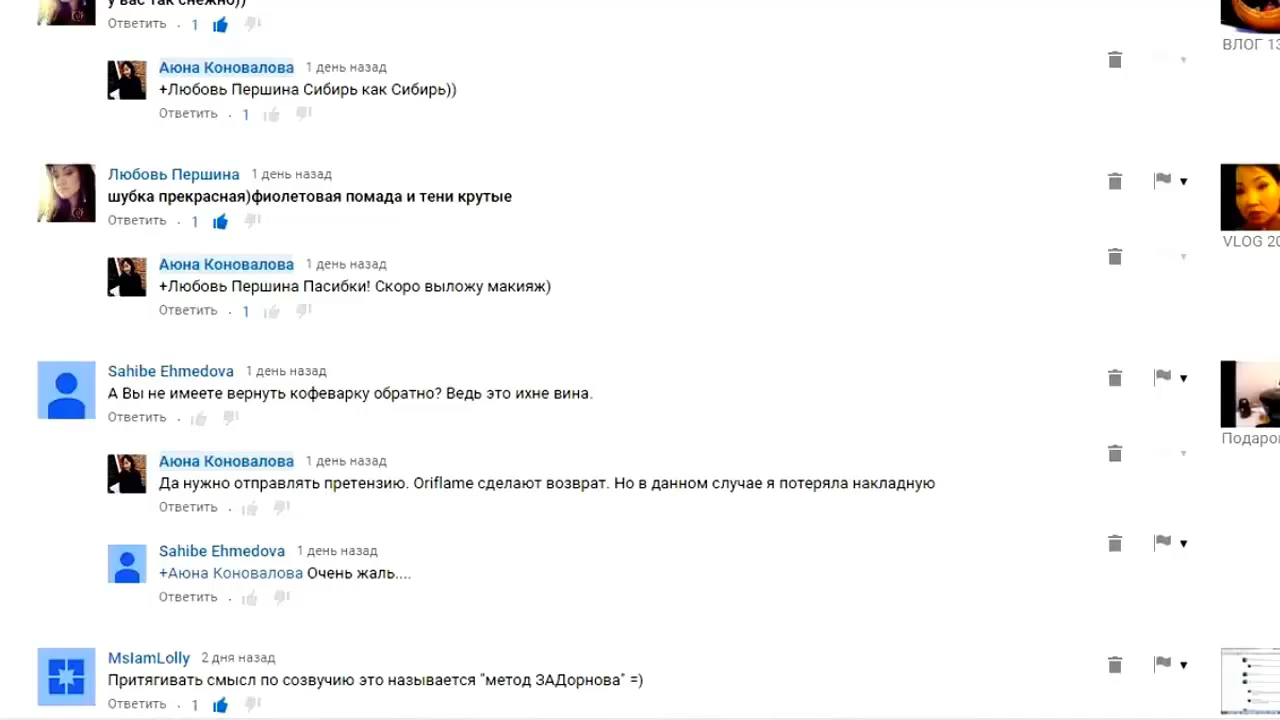 у вас так снежно))
Ответить . 1
Аюна Коновалова 1 день назад
+Любовь Першина Сибирь как Сибирь))
Ответить . 1
ВЛОГ 13
Любовь Першина 1 день назад
шубка прекрасная)фиолетовая помада и тени крутые
Ответить . 1
Аюна Коновалова 1 день назад
+Любовь Першина Пасибки! Скоро выложу макияж)
Ответить . 1
VLOG 20
Sahibe Ehmedova 1 день назад
А Вы не имеете вернуть кофеварку обратно? Ведь это ихне вина.
Ответить .
Аюна Коновалова 1 день назад
Да нужно отправлять претензию. Oriflame сделают возврат. Но в данном случае я потеряла накладную
Ответить .
Подаро
Sahibe Ehmedova 1 день назад
+Аюна Коновалова Очень жаль....
Ответить .
MsIamLolly 2 дня назад
Притягивать смысл по созвучию это называется "метод ЗАДорнова" =)
Ответить . 1